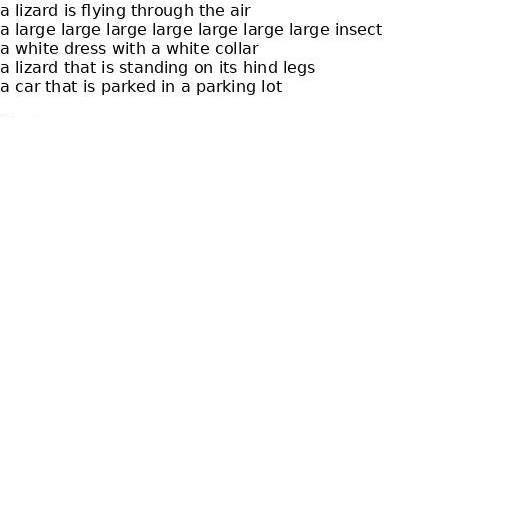 a lizard is flying through the air
a large large large large large large large insect
a white dress with a white collar
a lizard that is standing on its hind legs
a car that is parked in a parking lot